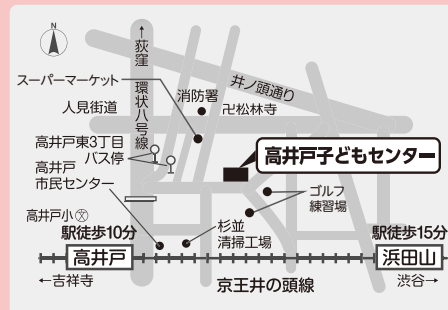 N
↑荻窪
環状八号線
井ノ頭通り
スーパーマーケット
消防署
人見街道
卍松林寺
高井戸東3丁目
バス停
高井戸子どもセンター
高井戸
市民センター
ゴルフ
練習場
高井戸小文
杉並
清掃工場
駅徒歩10分
駅徒歩15分
高井戸
浜田山
←吉祥寺
京王井の頭線
渋谷→